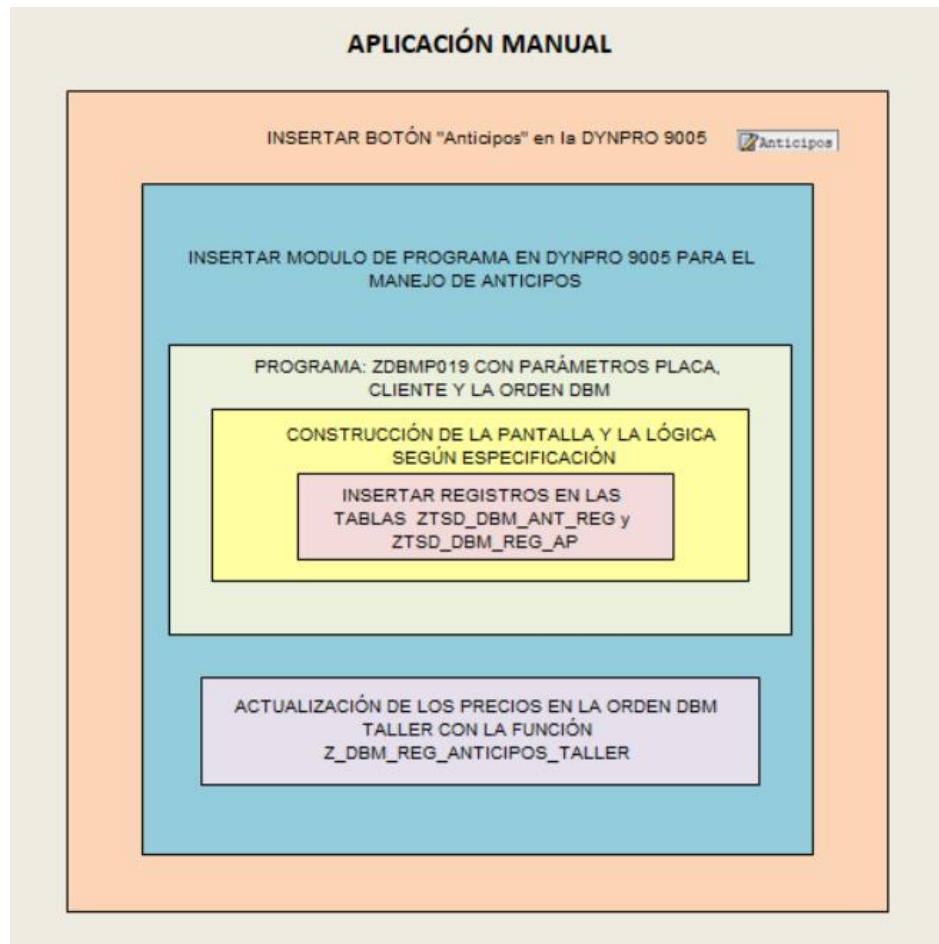 APLICACIÓN MANUAL
INSERTAR BOTÓN "Anticipos" en la DYNPRO 9005
Anticipos
INSERTAR MODULO DE PROGRAMA EN DYNPRO 9005 PARA EL
MANEJO DE ANTICIPOS
PROGRAMA: ZDBMP019 CON PARÁMETROS PLACA,
CLIENTE Y LA ORDEN DBM
CONSTRUCCIÓN DE LA PANTALLA Y LA LÓGICA
SEGÚN ESPECIFICACIÓN
INSERTAR REGISTROS EN LAS
TABLAS ZTSD_DBM_ANT_REG y
ZTSD_DBM_REG_AP
ACTUALIZACIÓN DE LOS PRECIOS EN LA ORDEN DBM
TALLER CON LA FUNCIÓN
Z_DBM_REG_ANTICIPOS_TALLER